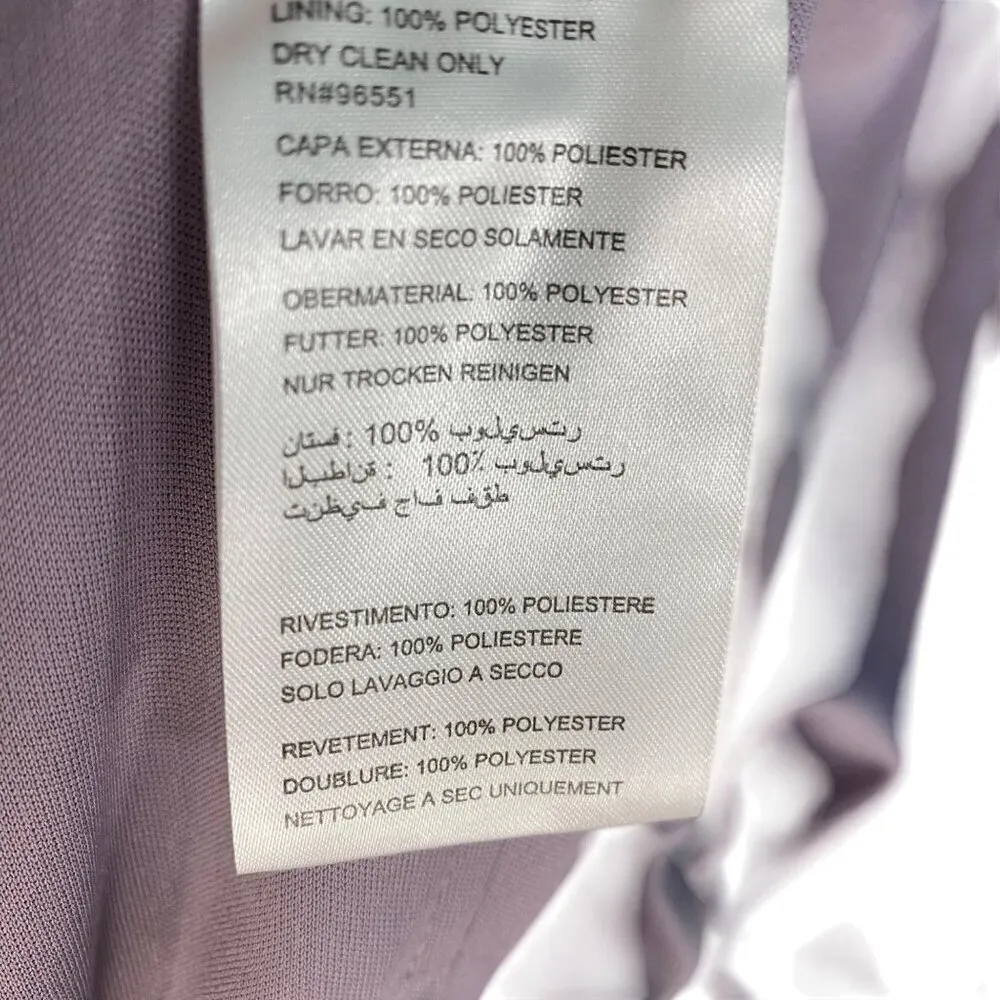 LINING: 100% POLYESTER
DRY CLEAN ONLY
RN#96551
CAPA EXTERNA: 100% POLIESTER
FORRO: 100% POLIESTER
LAVAR EN SECO SOLAMENTE
OBERMATERIAL: 100% POLYESTER
FUTTER: 100% POLYESTER
NUR TROCKEN REINIGEN
رتسيلوب 100% : ناتسف
رتسيلوب 100% : ةناطبلا
طقف فاج فيظنت
RIVESTIMENTO: 100% POLIESTERE
FODERA: 100% POLIESTERE
SOLO LAVAGGIO A SECCO
REVETEMENT: 100% POLYESTER
DOUBLURE: 100% POLYESTER
NETTOYAGE A SEC UNIQUEMENT